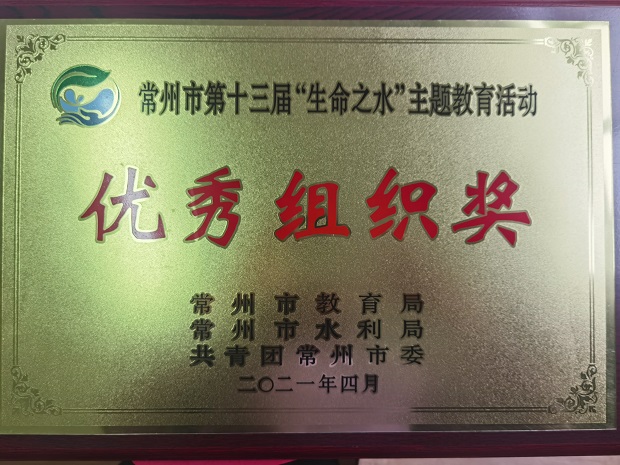 常州市第十三届“生命之水”主题教育活动
优秀组织奖
常州市教育局
常州市水利局
共青团常州市委
二〇二一年四月